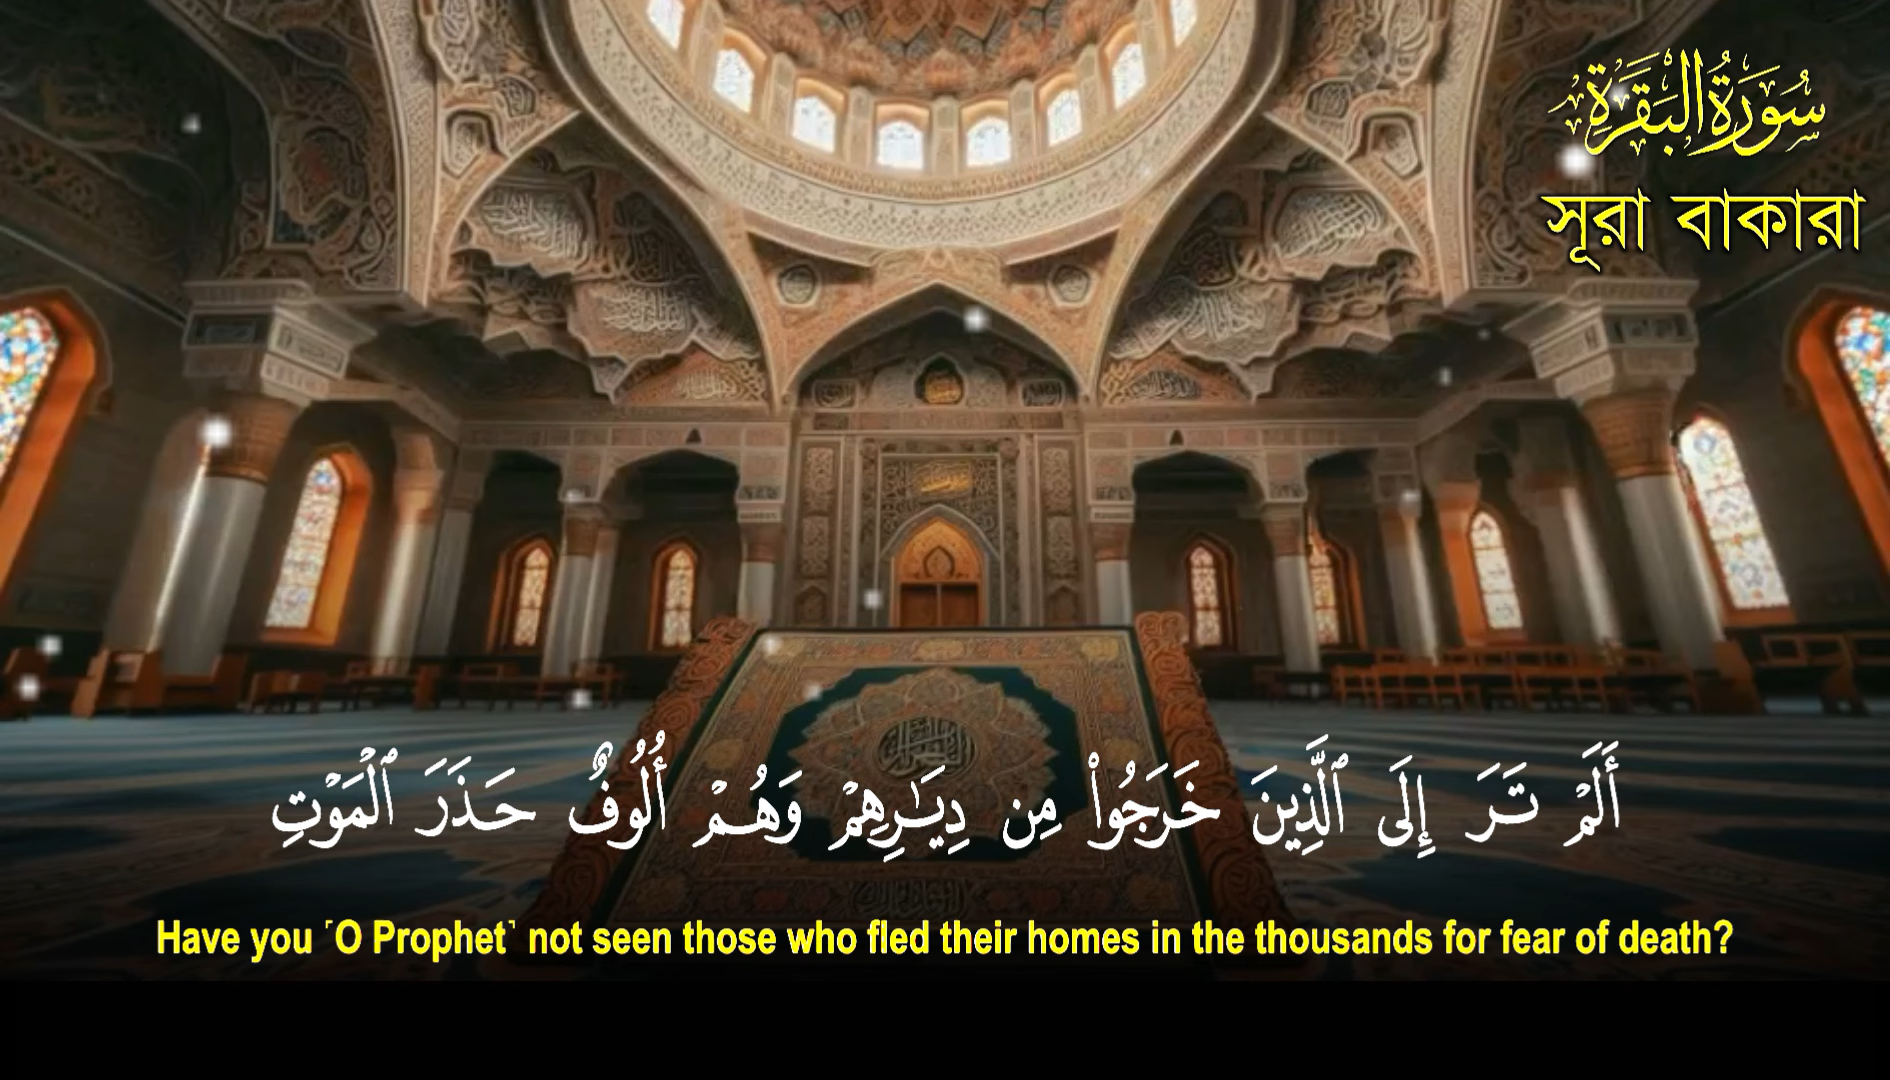 سُورَةُ الْبَقَرَةِ
সূরা বাকারা
أَلَمْ تَرَ إِلَى ٱلَّذِينَ خَرَجُوا۟ مِن دِيَـٰرِهِمْ وَهُمْ أُلُوفٌ حَذَرَ ٱلْمَوْتِ
Have you ˹O Prophet˺ not seen those who fled their homes in the thousands for fear of death?